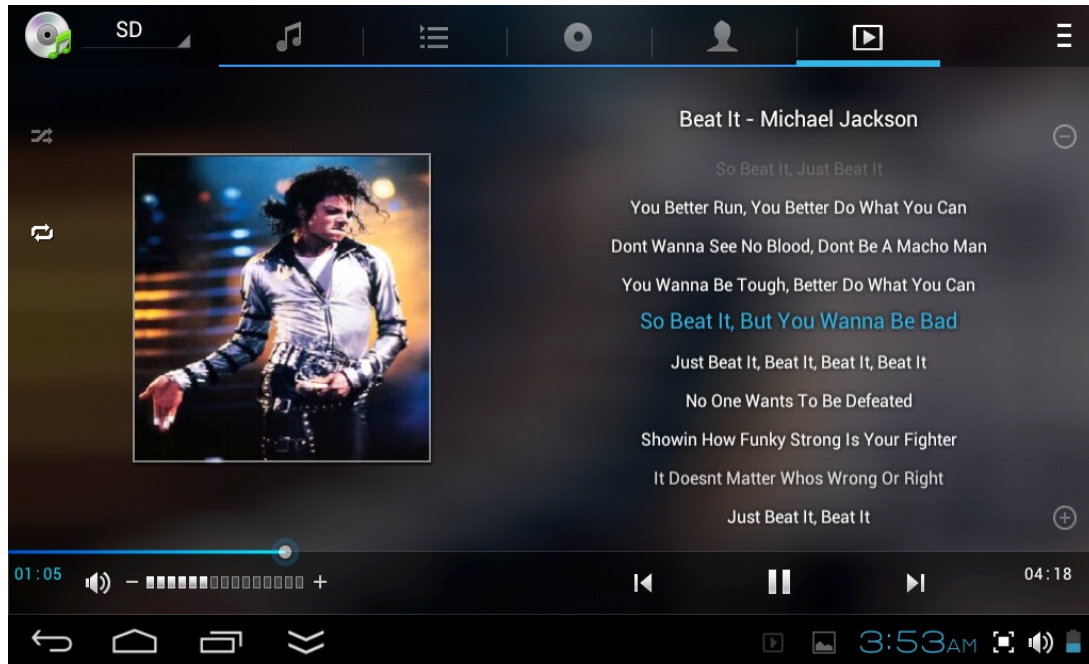 SD
Beat It - Michael Jackson
So Beat It, Just Beat It
You Better Run, You Better Do What You Can
Dont Wanna See No Blood, Dont Be A Macho Man
You Wanna Be Tough, Better Do What You Can
So Beat It, But You Wanna Be Bad
Just Beat It, Beat It, Beat It, Beat It
No One Wants To Be Defeated
Showin How Funky Strong Is Your Fighter
It Doesnt Matter Whos Wrong Or Right
Just Beat It, Beat It
01:05
04:18
3:53AM